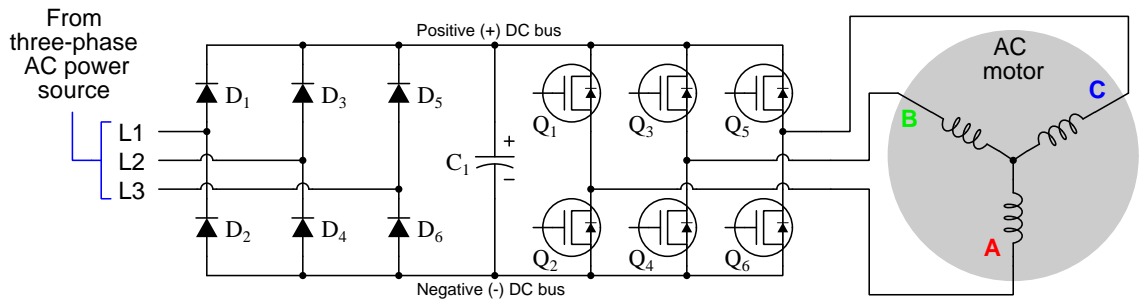 From
three-phase
AC power
source
L1
L2
L3
Positive (+) DC bus
D1
D3
D5
D2
D4
D6
C1
+
−
Q1
Q3
Q5
Q2
Q4
Q6
Negative (-) DC bus
AC
motor
B
C
A